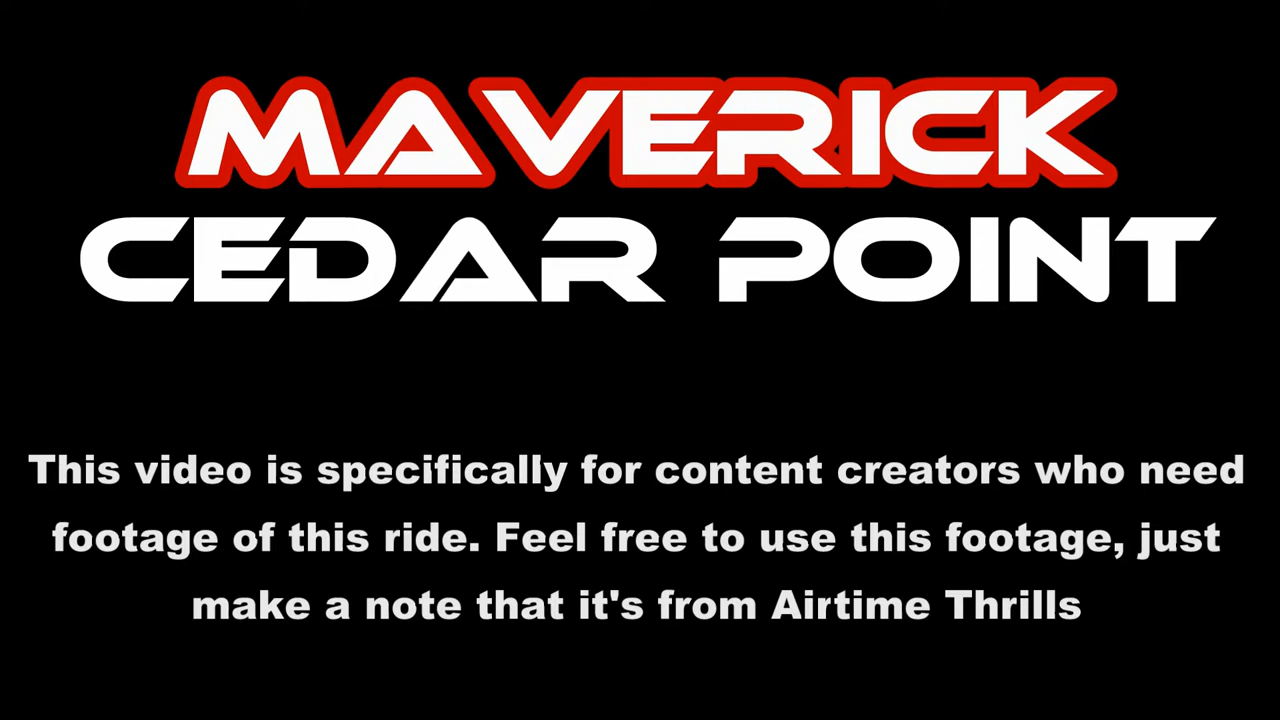 MAVERICK
CEDAR POINT
This video is specifically for content creators who need
footage of this ride. Feel free to use this footage, just
make a note that it's from Airtime Thrills